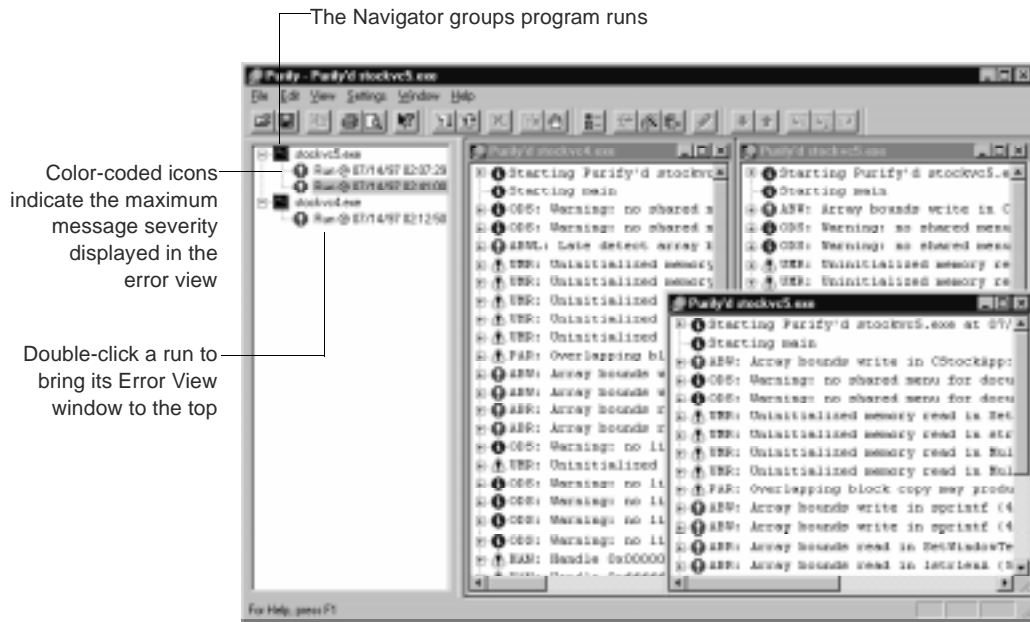 The Navigator groups program runs
Purify - Purify'd stockvc5.exe
File Edit View Settings Window Help
Color-coded icons
indicate the maximum
message severity
displayed in the
error view
Double-click a run to
bring its Error View
window to the top
stockvc5.exe
Run @ 07/14/97 02:07:29
Run @ 07/14/97 02:01:00
stockvc4.exe
Run @ 07/14/97 02:12:50
Purify'd stockvc4.exe
Starting Purify'd stockvc
Starting main
ODS: Warning: no shared m
ODS: Warning: no shared m
ABWL: Late detect array b
UMR: Uninitialized memory
UMR: Uninitialized memory
UMR: Uninitialized
UMR: Uninitialized
UMR: Uninitialized
PAR: Overlapping bl
ABW: Array bounds w
ABW: Array bounds w
ABR: Array bounds r
ABR: Array bounds r
ODS: Warning: no li
UMR: Uninitialized
ODS: Warning: no li
ODS: Warning: no li
ODS: Warning: no li
ODS: Warning: no li
HAN: Handle 0x00000
Purify'd stockvc5.exe
Starting Purify'd stockvc5.e
Starting main
ABW: Array bounds write in C
ODS: Warning: no shared menu
UMR: Uninitialized memory re
UMR: Uninitialized memory re
Purify'd stockvc5.exe
Starting Purify'd stockvc5.exe at 07/
Starting main
ABW: Array bounds write in CStockApp:
ODS: Warning: no shared menu for docu
ODS: Warning: no shared menu for docu
UMR: Uninitialized memory read in Set
UMR: Uninitialized memory read in str
UMR: Uninitialized memory read in Mul
UMR: Uninitialized memory read in Mul
PAR: Overlapping block copy may produ
ABW: Array bounds write in sprintf (4
ABW: Array bounds write in sprintf (4
ABR: Array bounds read in SetWindowTe
ABR: Array bounds read in lstrlenA
For Help, press F1